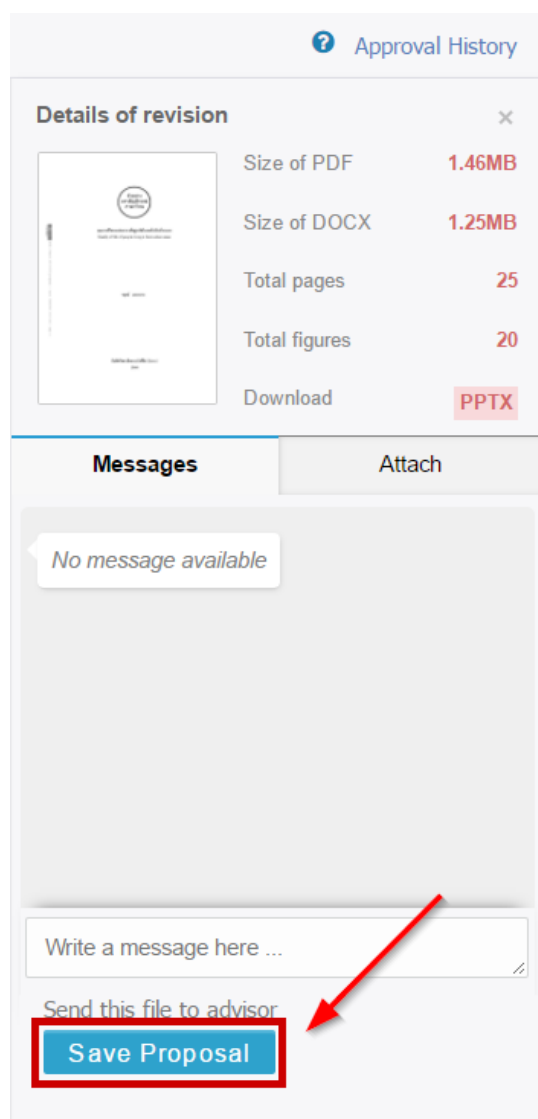 Approval History
Details of revision
Size of PDF 1.46MB
Size of DOCX 1.25MB
Total pages 25
Total figures 20
Download PPTX
Messages Attach
No message available
Write a message here ...
Send this file to advisor
Save Proposal